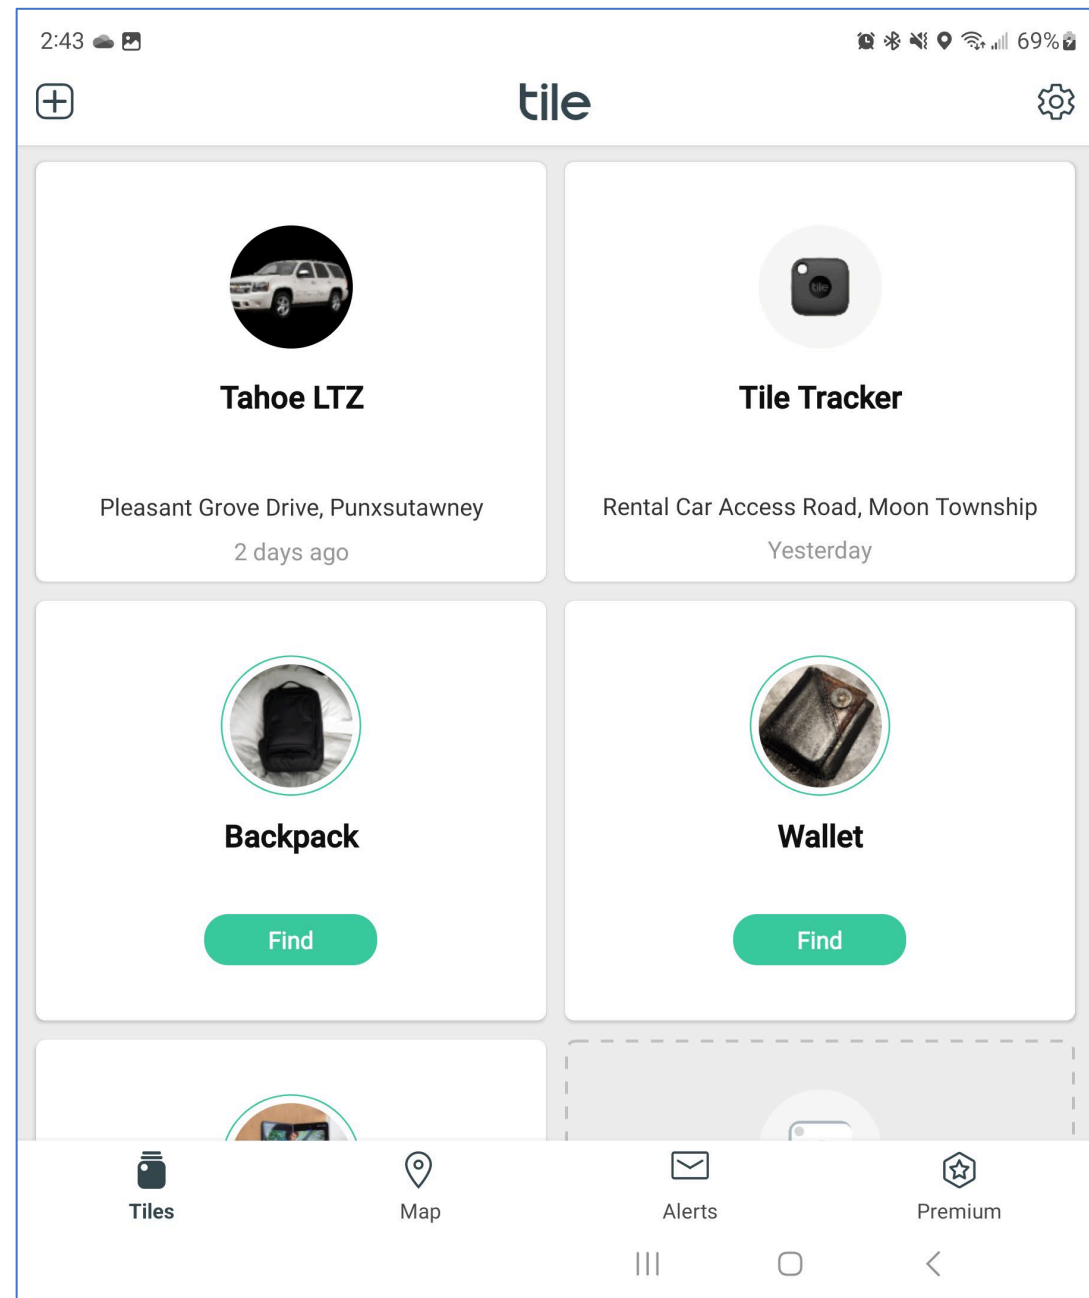 2:43 69%
tile
Tahoe LTZ
Pleasant Grove Drive, Punxsutawney
2 days ago
tile
Tile Tracker
Rental Car Access Road, Moon Township
Yesterday
Backpack
Find
Wallet
Find
Tiles Map Alerts Premium